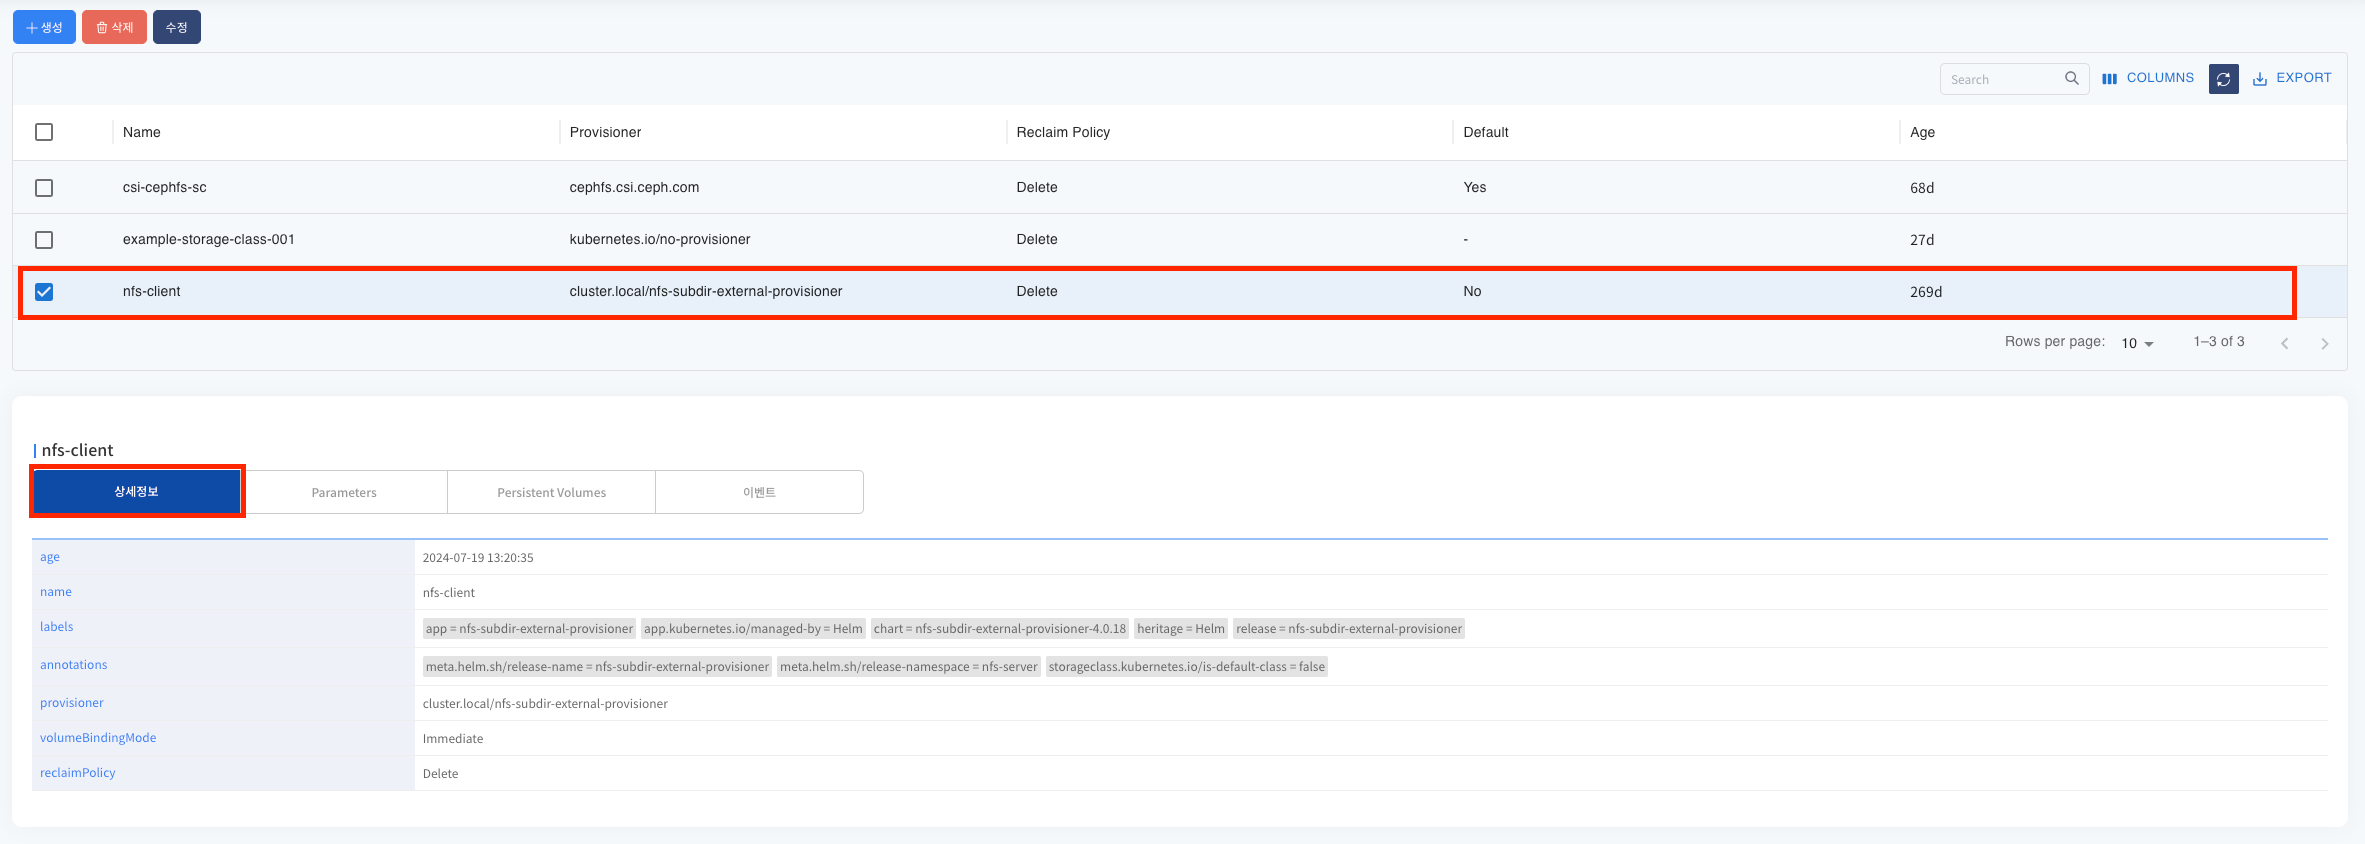 생성 삭제 수정
Search COLUMNS EXPORT
Name Provisioner Reclaim Policy Default Age
csi-cephfs-sc cephfs.csi.ceph.com Delete Yes 68d
example-storage-class-001 kubernetes.io/no-provisioner Delete - 27d
nfs-client cluster.local/nfs-subdir-external-provisioner Delete No 269d
Rows per page: 10 1–3 of 3
nfs-client
상세정보 Parameters Persistent Volumes 이벤트
age 2024-07-19 13:20:35
name nfs-client
labels app = nfs-subdir-external-provisioner app.kubernetes.io/managed-by = Helm chart = nfs-subdir-external-provisioner-4.0.18 heritage = Helm release = nfs-subdir-external-provisioner
annotations meta.helm.sh/release-name = nfs-subdir-external-provisioner meta.helm.sh/release-namespace = nfs-server storageclass.kubernetes.io/is-default-class = false
provisioner cluster.local/nfs-subdir-external-provisioner
volumeBindingMode Immediate
reclaimPolicy Delete